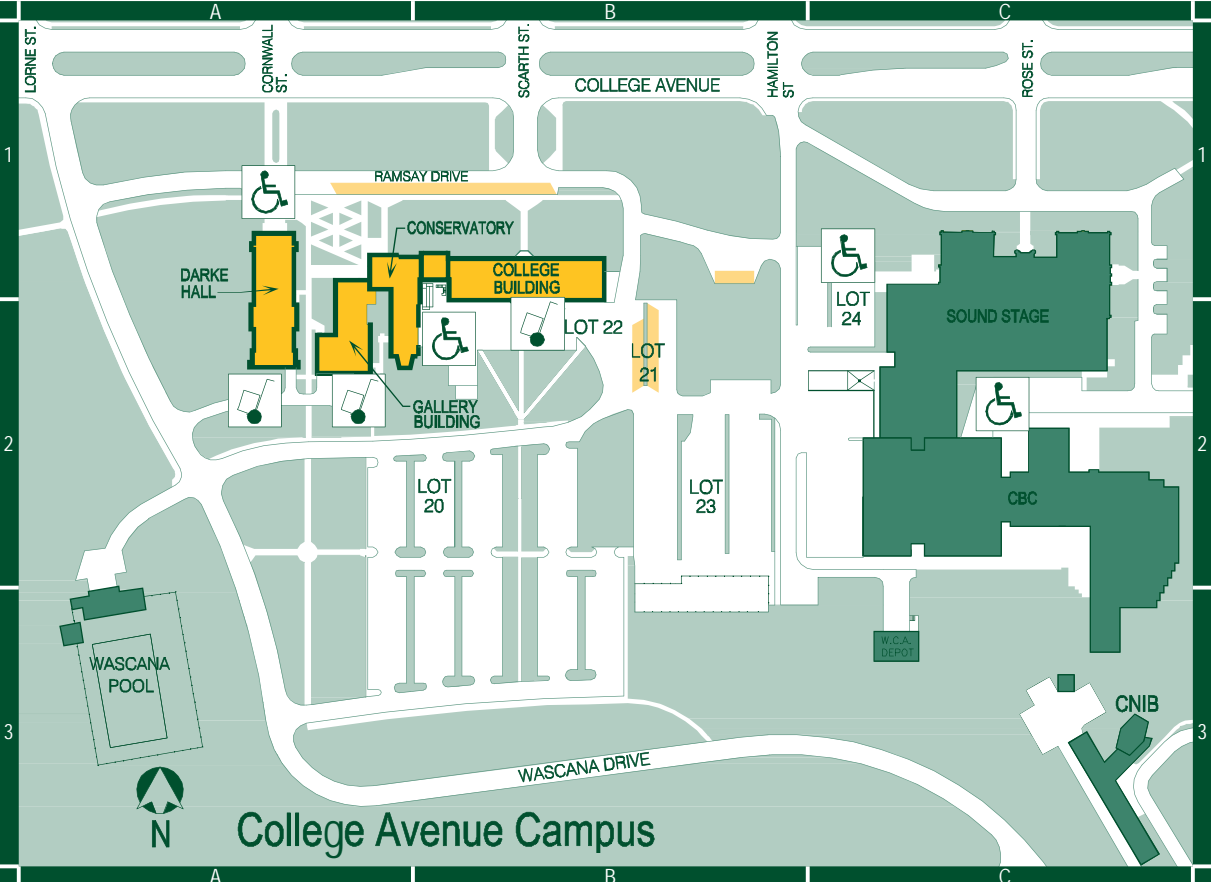 A
B
C
LORNE ST.
CORNWALL
ST.
SCARTH ST.
COLLEGE AVENUE
HAMILTON
ST
ROSE ST.
1
1
RAMSAY DRIVE
CONSERVATORY
DARKE
HALL
COLLEGE
BUILDING
LOT
24
SOUND STAGE
LOT 22
LOT
21
GALLERY
BUILDING
2
2
LOT
20
LOT
23
CBC
W.C.A.
DEPOT
WASCANA
POOL
CNIB
3
3
WASCANA DRIVE
N
College Avenue Campus
A
B
C